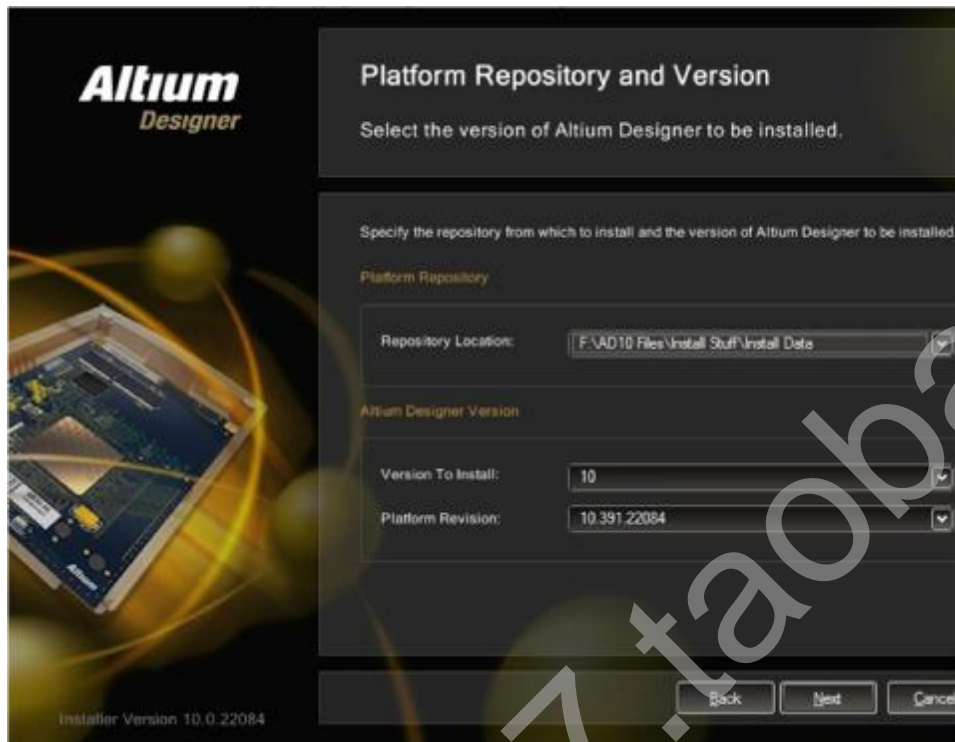 Altium
Designer
Platform Repository and Version
Select the version of Altium Designer to be installed.
Specify the repository from which to install and the version of Altium Designer to be installed
Platform Repository
Repository Location:
F:\AD10 Files\Install Stuff\Install Data
Altium Designer Version
Version To Install:
10
Platform Revision:
10.391.22084
Altium
Back
Next
Cancel
Installer Version 10.0.22084
7.taoba